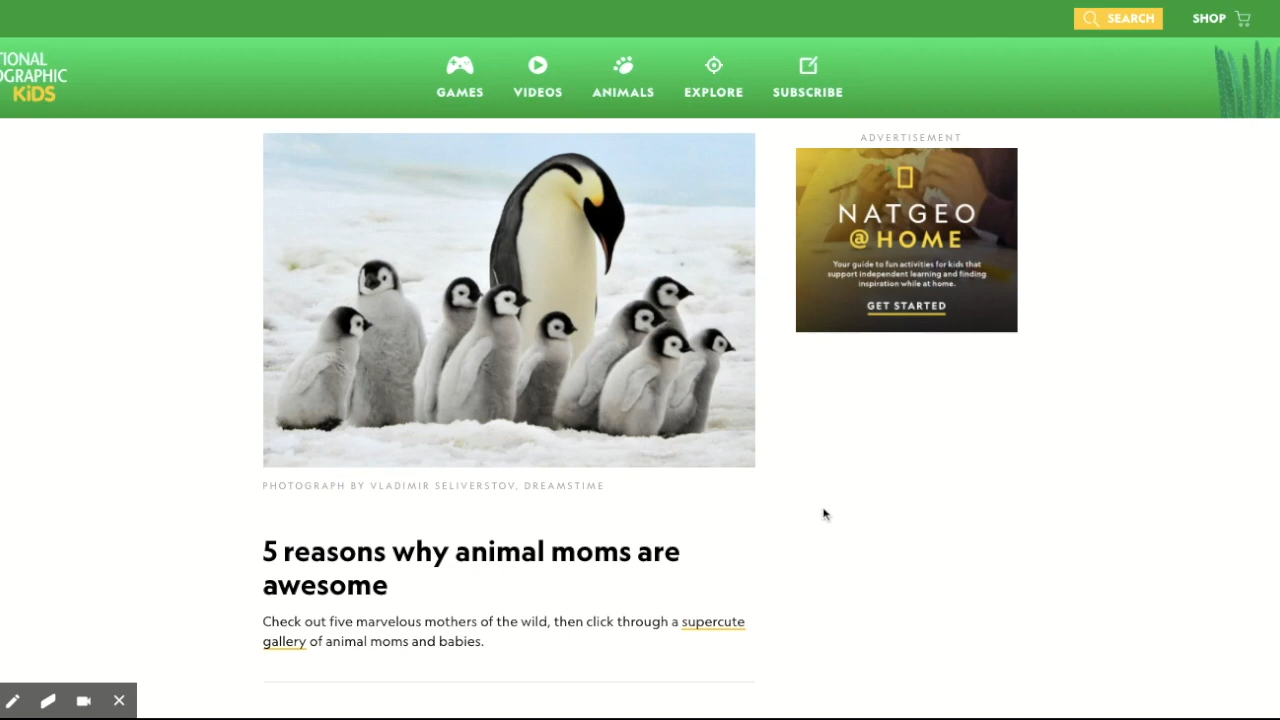 SEARCH
SHOP
TIONAL
OGRAPHIC
KiDS
GAMES
VIDEOS
ANIMALS
EXPLORE
SUBSCRIBE
ADVERTISEMENT
NATGEO
@HOME
Your guide to fun activities for kids that
support independent learning and finding
inspiration while at home.
GET STARTED
PHOTOGRAPH BY VLADIMIR SELIVERSTOV, DREAMSTIME
5 reasons why animal moms are
awesome
Check out five marvelous mothers of the wild, then click through a supercute
gallery of animal moms and babies.